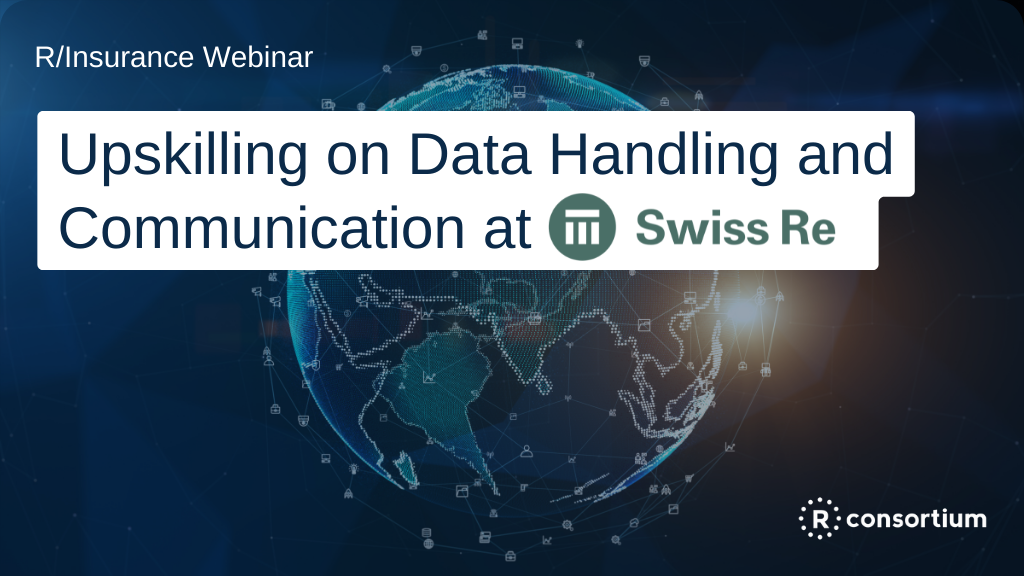 R/Insurance Webinar
Upskilling on Data Handling and
Communication at Swiss Re
R consortium